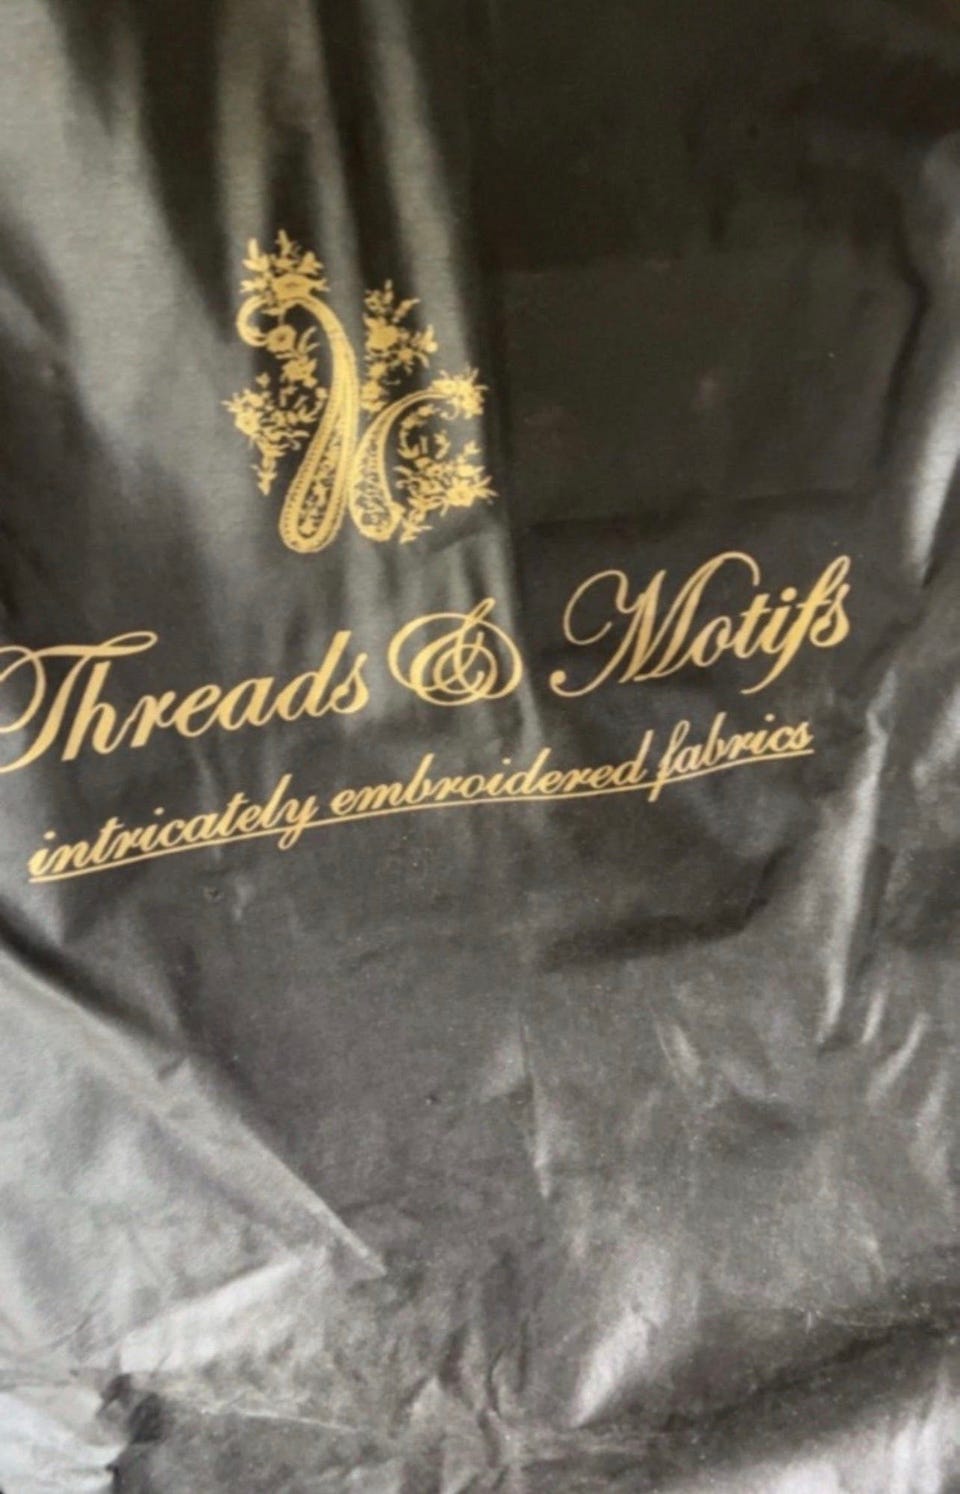 Threads & Motifs
intricately embroidered fabrics